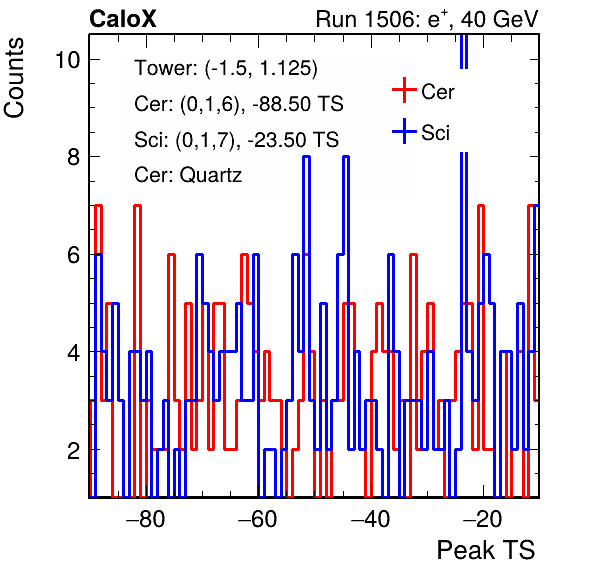 CaloX Run 1506: e⁺, 40 GeV
Counts
Tower: (-1.5, 1.125)
Cer: (0,1,6), -88.50 TS
Sci: (0,1,7), -23.50 TS
Cer: Quartz
Cer
Sci
10
8
6
4
2
−80 −60 −40 −20
Peak TS